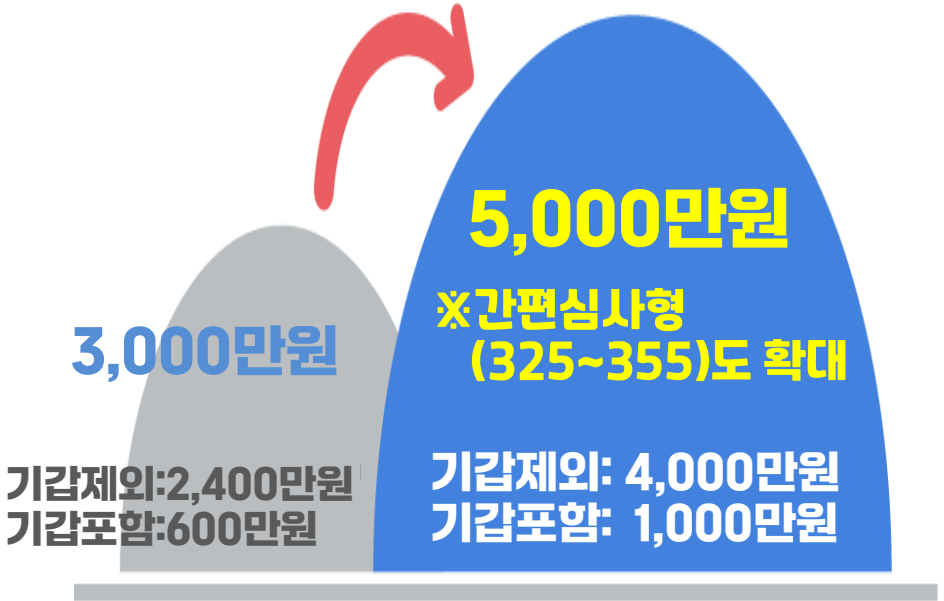 3,000만원
기갑제외:2,400만원
기갑포함:600만원
5,000만원
※간편심사형
(325~355)도 확대
기갑제외: 4,000만원
기갑포함: 1,000만원